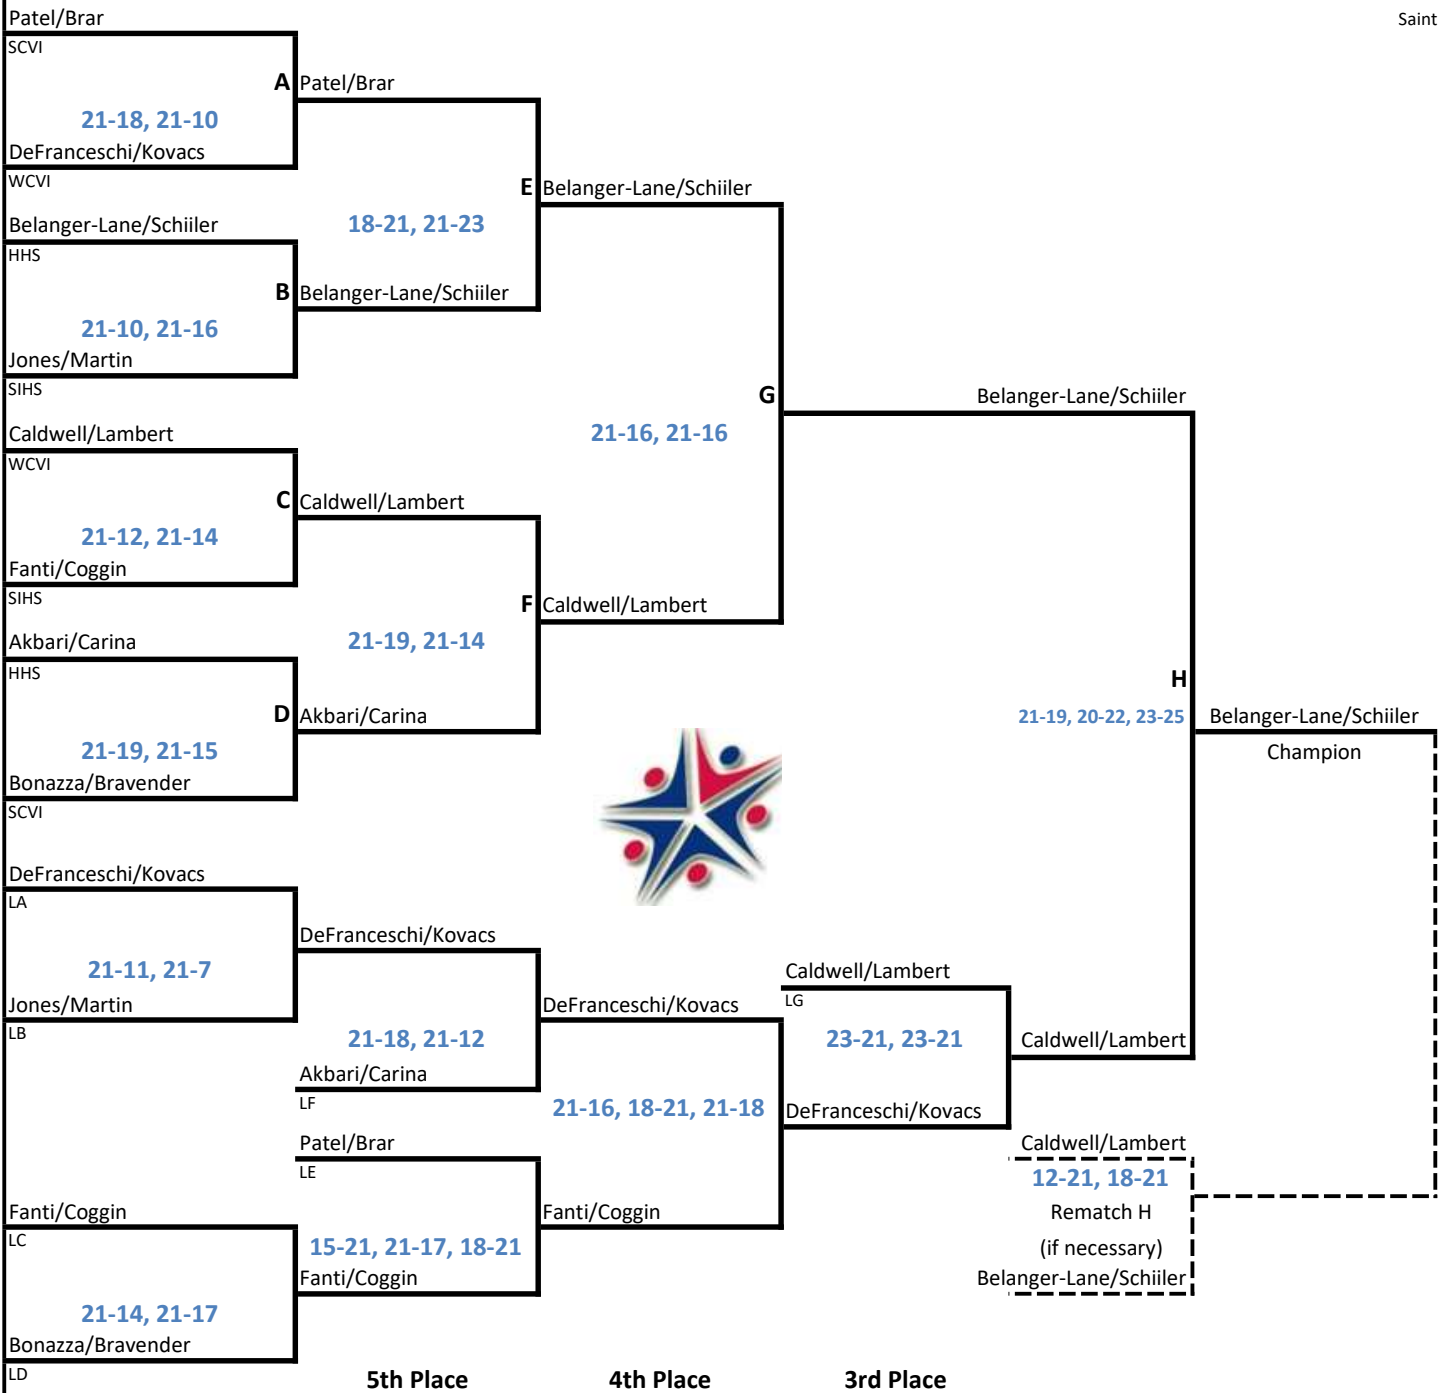 Patel/Brar
Saint
SCVI
A
Patel/Brar
21-18, 21-10
DeFranceschi/Kovacs
WCVI
E
Belanger-Lane/Schiiler
Belanger-Lane/Schiiler
18-21, 21-23
HHS
B
Belanger-Lane/Schiiler
21-10, 21-16
Jones/Martin
SIHS
G
Belanger-Lane/Schiiler
Caldwell/Lambert
21-16, 21-16
WCVI
C
Caldwell/Lambert
21-12, 21-14
Fanti/Coggin
SIHS
F
Caldwell/Lambert
Akbari/Carina
21-19, 21-14
HHS
H
D
Akbari/Carina
21-19, 20-22, 23-25
Belanger-Lane/Schiiler
21-19, 21-15
Champion
Bonazza/Bravender
SCVI
DeFranceschi/Kovacs
LA
DeFranceschi/Kovacs
21-11, 21-7
Caldwell/Lambert
Jones/Martin
DeFranceschi/Kovacs
LG
LB
21-18, 21-12
23-21, 23-21
Caldwell/Lambert
Akbari/Carina
LF
21-16, 18-21, 21-18
DeFranceschi/Kovacs
Patel/Brar
Caldwell/Lambert
LE
12-21, 18-21
Fanti/Coggin
Fanti/Coggin
Rematch H
LC
15-21, 21-17, 18-21
(if necessary)
Fanti/Coggin
Belanger-Lane/Schiiler
21-14, 21-17
Bonazza/Bravender
LD
5th Place
4th Place
3rd Place